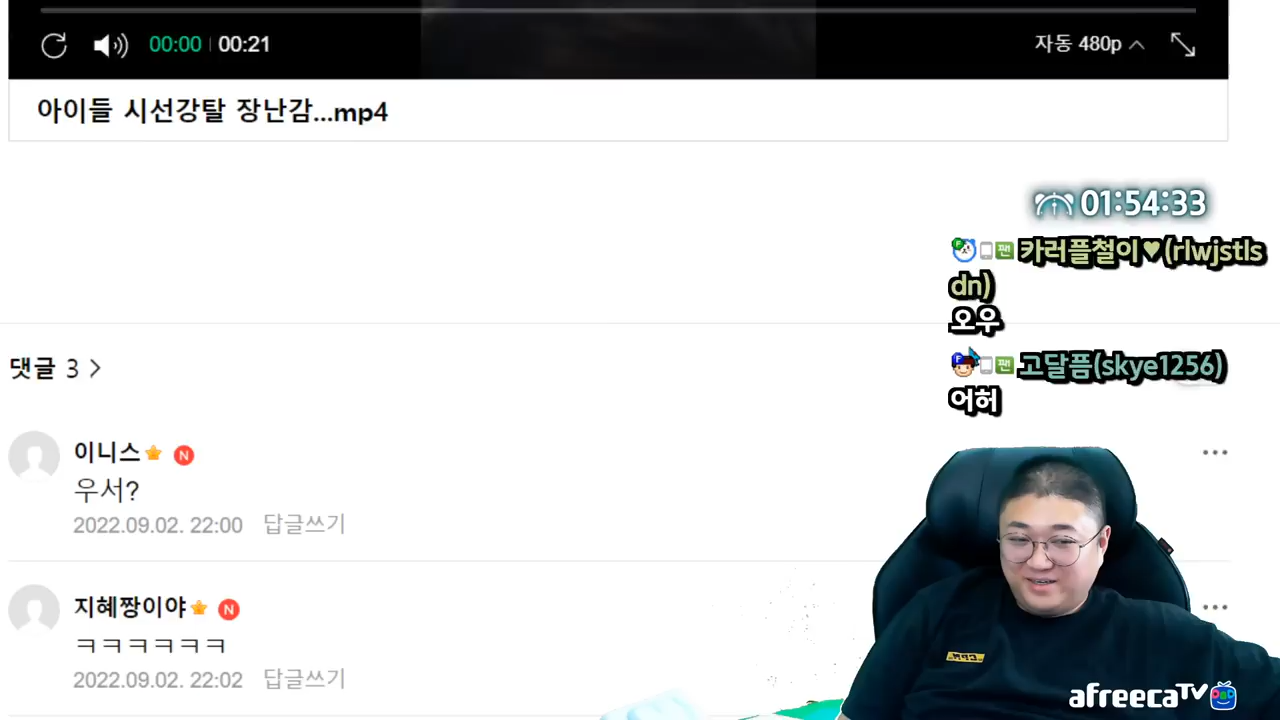 00:00 00:21
자동 480p
아이들 시선강탈 장난감...mp4
01:54:33
카러플철이♥(rlwjstls
dn)
오우
고달픔(skye1256)
어허
댓글 3
이니스
우서?
2022.09.02. 22:00 답글쓰기
지혜짱이야
ㅋㅋㅋㅋㅋㅋ
2022.09.02. 22:02 답글쓰기
afreecaTV